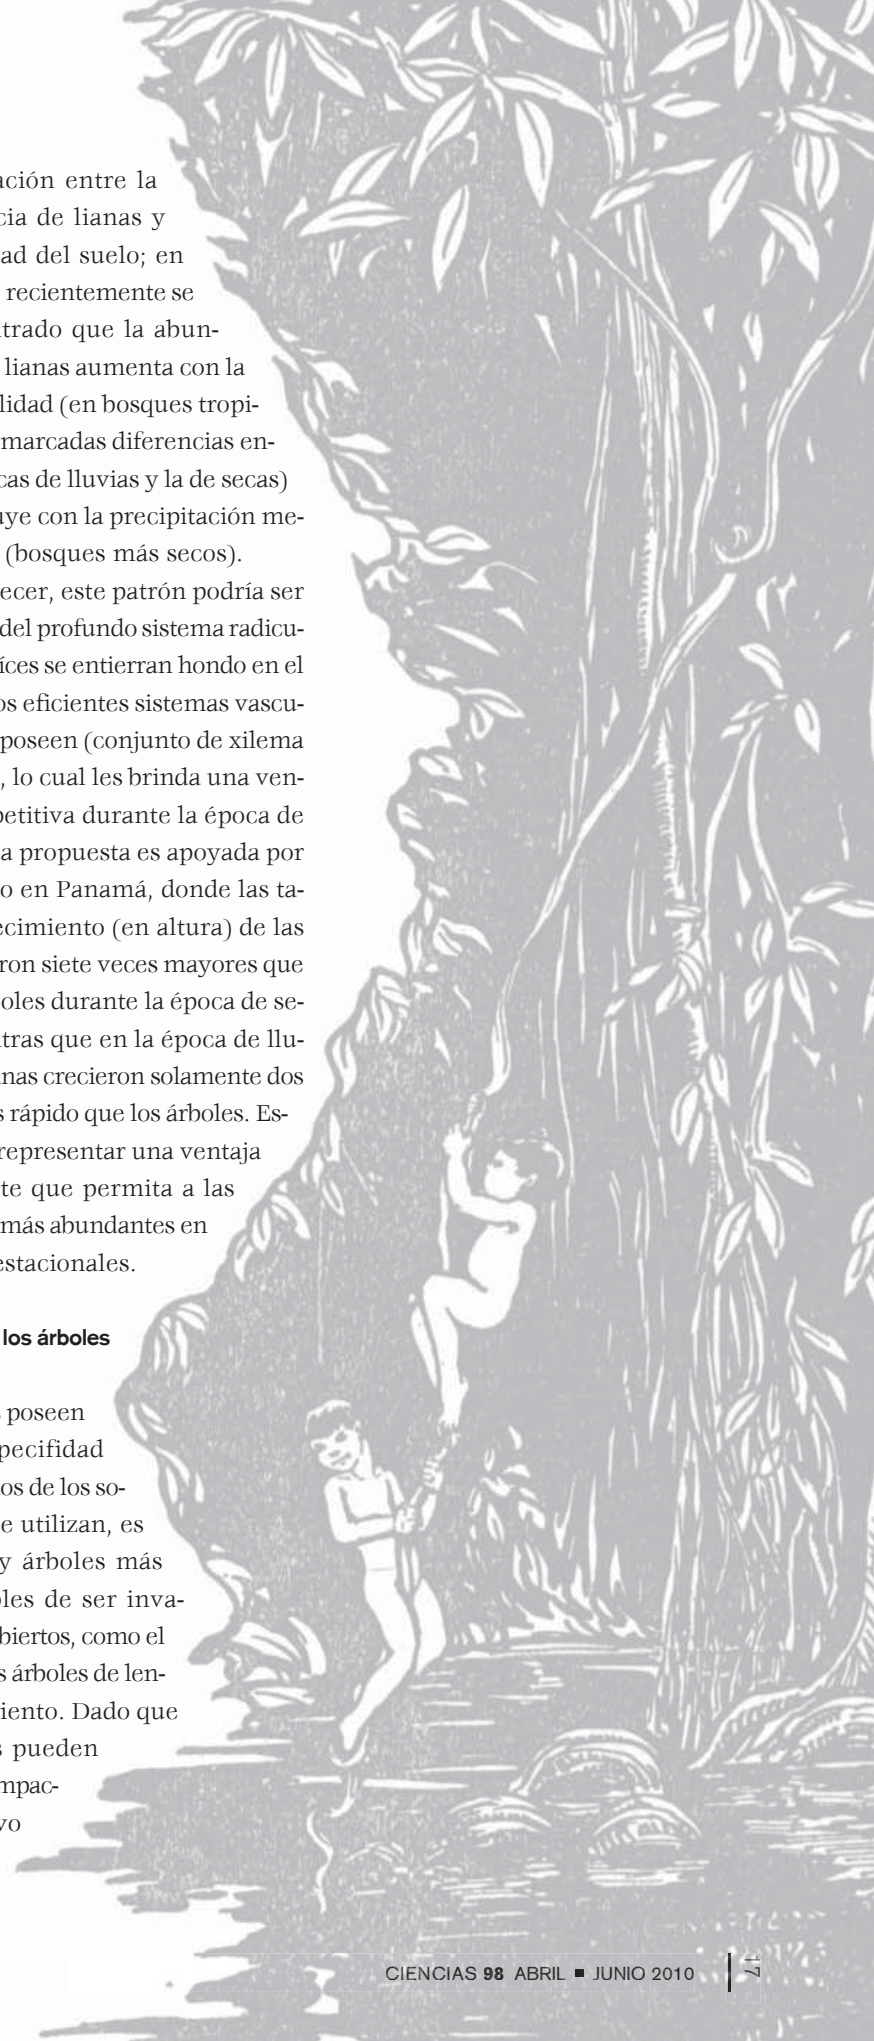 ación entre la
cia de lianas y
ad del suelo; en
recientemente se
trado que la abun-
lianas aumenta con la
lidad (en bosques tropi-
marcadas diferencias en-
cas de lluvias y la de secas)
uye con la precipitación me-
(bosques más secos).
ecer, este patrón podría ser
del profundo sistema radicu-
íces se entierran hondo en el
os eficientes sistemas vascu-
poseen (conjunto de xilema
, lo cual les brinda una ven-
petitiva durante la época de
a propuesta es apoyada por
o en Panamá, donde las ta-
ecimiento (en altura) de las
ron siete veces mayores que
oles durante la época de se-
tras que en la época de llu-
nas crecieron solamente dos
s rápido que los árboles. Es-
representar una ventaja
te que permita a las
más abundantes en
estacionales.
los árboles
poseen
pecifidad
os de los so-
e utilizan, es
y árboles más
les de ser inva-
biertos, como el
s árboles de len-
iento. Dado que
s pueden
mpac-
vo
CIENCIAS 98 ABRIL ■ JUNIO 2010 17